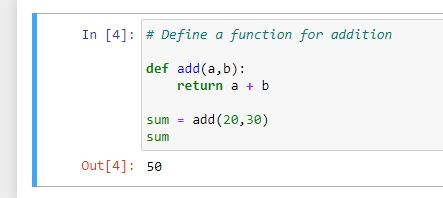 In [4]: # Define a function for addition
def add(a,b):
    return a + b
sum = add(20,30)
sum
Out[4]: 50